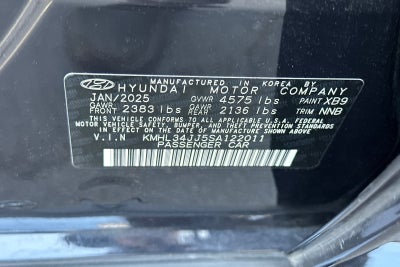 MANUFACTURED IN KOREA BY
HYUNDAI MOTOR COMPANY
JAN/2025 GVWR 4575 lbs PAINT XB9
GAWR FRONT 2383 lbs GAWR REAR 2136 lbs TRIM NNB
THIS VEHICLE CONFORMS TO ALL APPLICABLE U.S.A. FEDERAL
MOTOR VEHICLE SAFETY, BUMPER, AND THEFT PREVENTION
STANDARDS IN EFFECT ON THE DATE OF MANUFACTURE SHOWN ABOVE.
V.I.N KMHL34JJ5SA122011
PASSENGER CAR